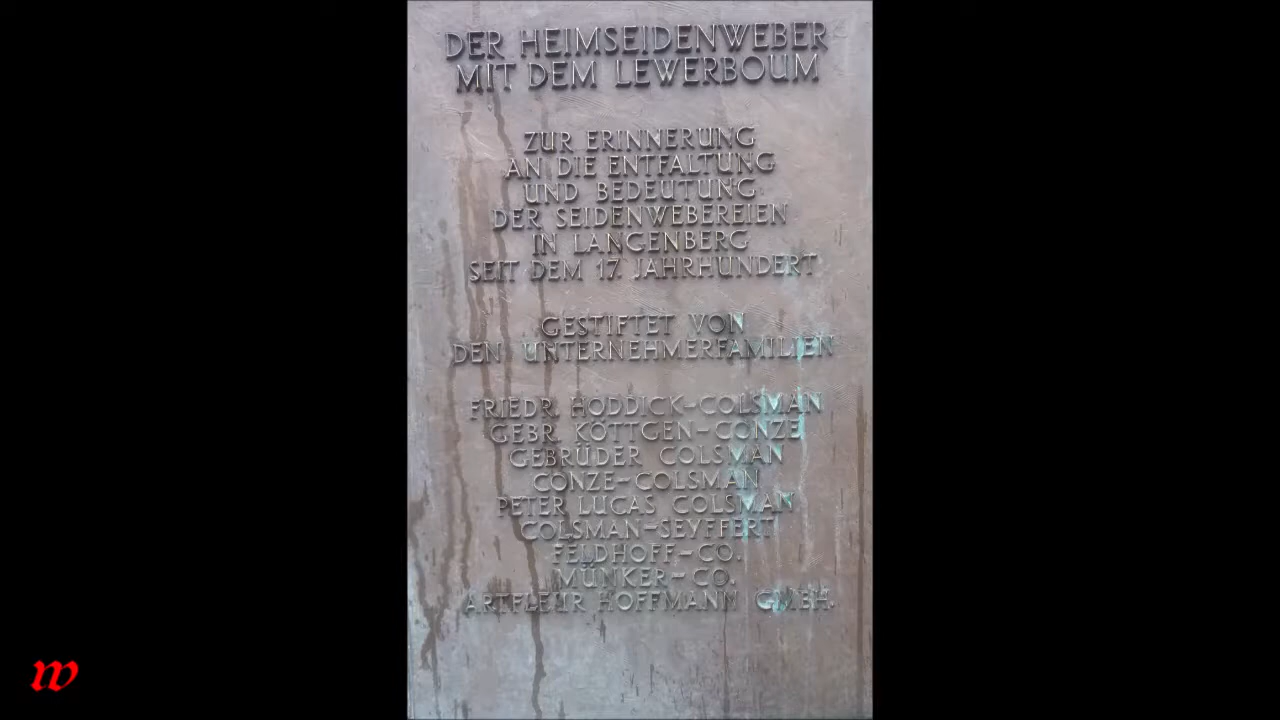 DER HEIMSEIDENWEBER
MIT DEM LEWERBOUM
ZUR ERINNERUNG
AN DIE ENTFALTUNG
UND BEDEUTUNG
DER SEIDENWEBEREIEN
IN LANGENBERG
SEIT DEM 17. JAHRHUNDERT
GESTIFTET VON
DEN UNTERNEHMERFAMILIEN
FRIEDR. HODDICK-COLSMAN
GEBR. KÖTTGEN-CONZE
GEBRÜDER COLSMAN
CONZE-COLSMAN
PETER LUCAS COLSMAN
COLSMAN-SEYFFERT
FELDHOFF-CO.
MÜNKER-CO.
ARTFLEUR HOFFMANN GMBH.
w